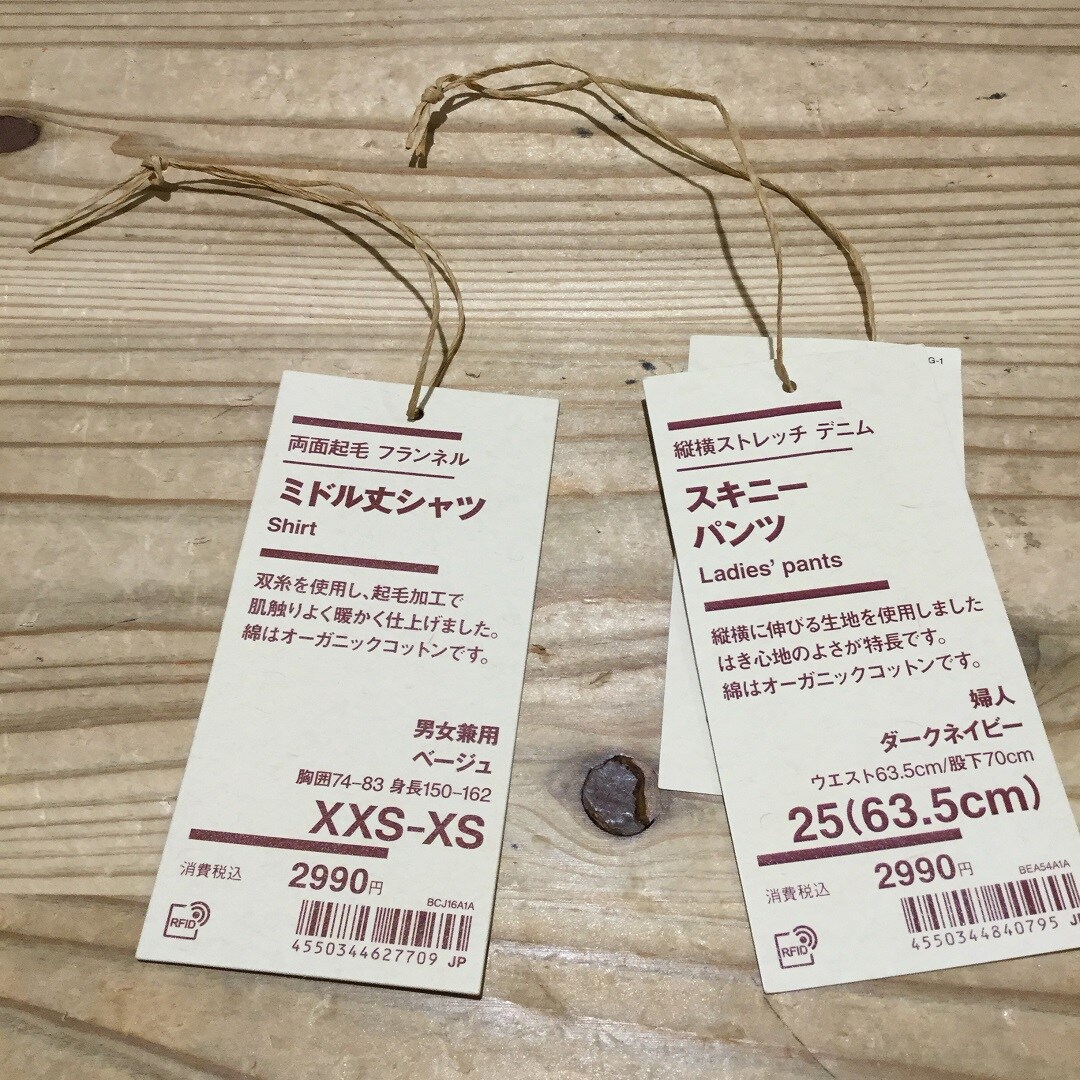 両面起毛 フランネル
ミドル丈シャツ
Shirt
双糸を使用し、起毛加工で
肌触りよく暖かく仕上げました。
綿はオーガニックコットンです。
男女兼用
ベージュ
胸囲74–83 身長150–162
XXS–XS
消費税込 2990円
BCJ16A1A
RFID
4550344627709 JP
G-1
縦横ストレッチ デニム
スキニー
パンツ
Ladies' pants
縦横に伸びる生地を使用しました
はき心地のよさが特長です。
綿はオーガニックコットンです。
婦人
ダークネイビー
ウエスト63.5cm/股下70cm
25(63.5cm)
消費税込 2990円
BEA54A1A
RFID
4550344840795 JP